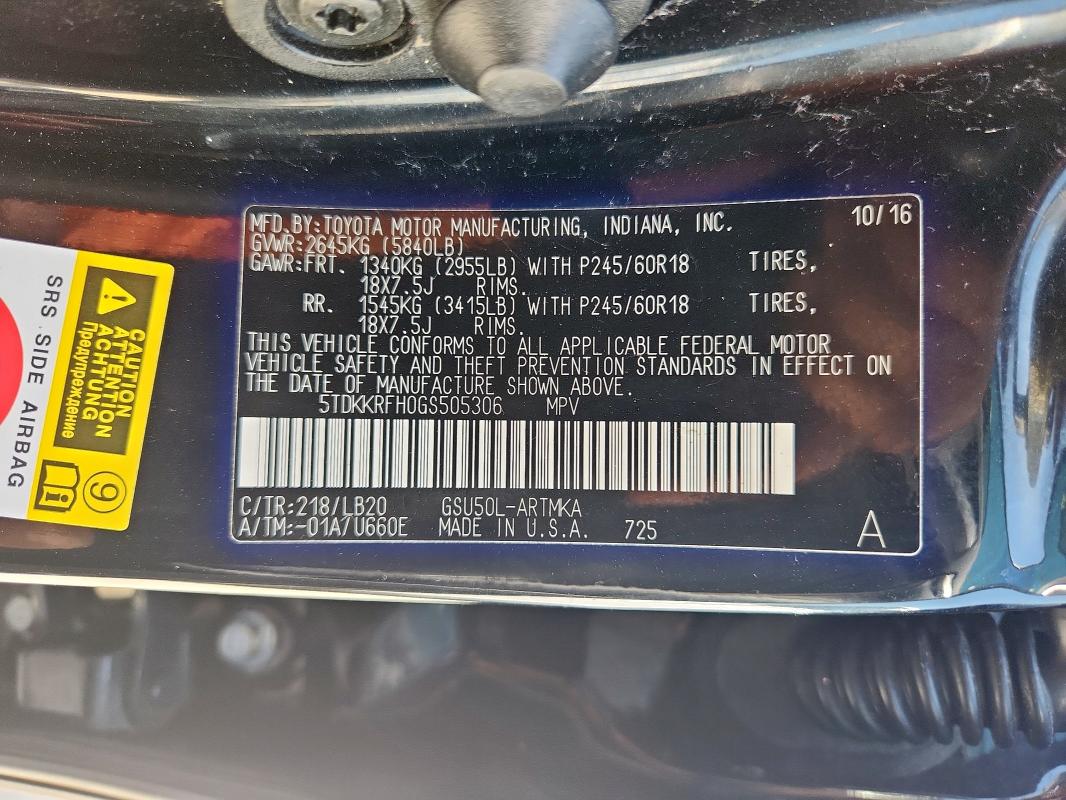 MFD.BY:TOYOTA MOTOR MANUFACTURING, INDIANA, INC. 10/16
GVWR:2645KG (5840LB)
GAWR:FRT. 1340KG (2955LB) WITH P245/60R18 TIRES,
18X7.5J RIMS.
RR. 1545KG (3415LB) WITH P245/60R18 TIRES,
18X7.5J RIMS.
THIS VEHICLE CONFORMS TO ALL APPLICABLE FEDERAL MOTOR
VEHICLE SAFETY AND THEFT PREVENTION STANDARDS IN EFFECT ON
THE DATE OF MANUFACTURE SHOWN ABOVE.
5TDKKRFH0GS505306 MPV
C/TR:218/LB20 GSU50L-ARTMKA
A/TM:-01A/U660E MADE IN U.S.A. 725 A
CAUTION
ATTENTION
ACHTUNG
Предупреждение
9
SRS SIDE AIRBAG